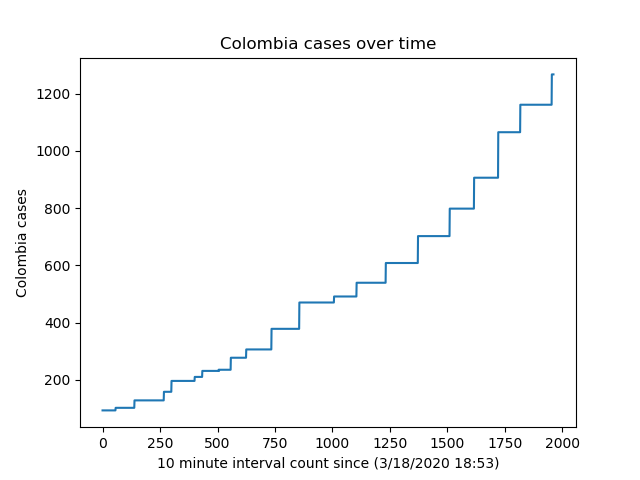 Colombia cases over time
1200
1000
800
600
400
200
Colombia cases
0 250 500 750 1000 1250 1500 1750 2000
10 minute interval count since (3/18/2020 18:53)